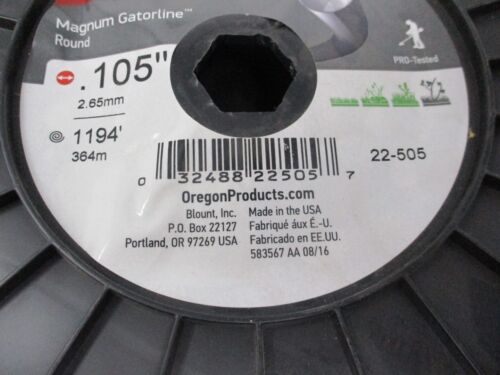 Magnum Gatorline™
Round
PRO-Tested
.105"
2.65mm
1194'
364m
0 32488 22505 7
22-505
OregonProducts.com
Blount, Inc.
P.O. Box 22127
Portland, OR 97269 USA
Made in the USA
Fabriqué áux É.-U.
Fabricado en EE.UU.
583567 AA 08/16